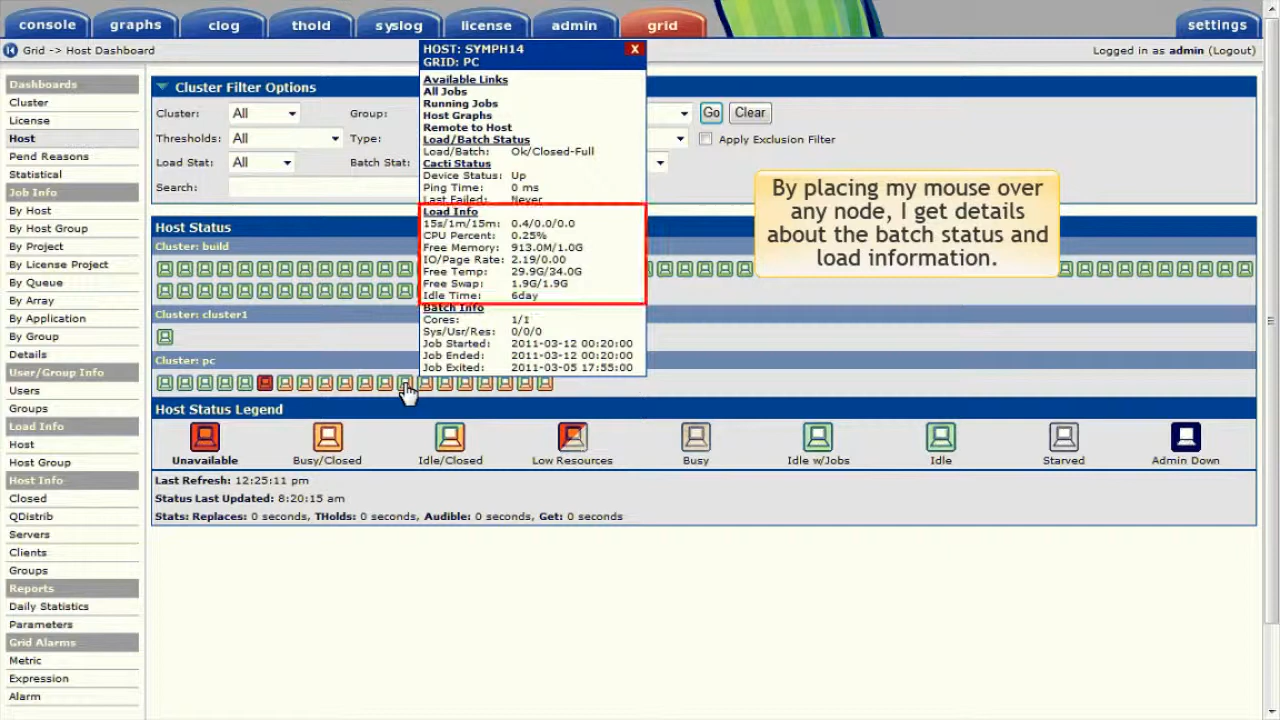 console graphs clog thold syslog license admin grid settings
Grid -> Host Dashboard
Logged in as admin (Logout)
Dashboards
Cluster
License
Host
Pend Reasons
Statistical
Job Info
By Host
By Host Group
By Project
By License Project
By Queue
By Array
By Application
By Group
Details
User/Group Info
Users
Groups
Load Info
Host
Host Group
Host Info
Closed
QDistrib
Servers
Clients
Groups
Reports
Daily Statistics
Parameters
Grid Alarms
Metric
Expression
Alarm
Cluster Filter Options
Cluster: All Group: Go Clear
Thresholds: All Type: Apply Exclusion Filter
Load Stat: All Batch Stat:
Search:
HOST: SYMPH14 X
GRID: PC
Available Links
All Jobs
Running Jobs
Host Graphs
Remote to Host
Load/Batch Status
Load/Batch: Ok/Closed-Full
Cacti Status
Device Status: Up
Ping Time: 0 ms
Last Failed: Never
Load Info
15s/1m/15m: 0.4/0.0/0.0
CPU Percent: 0.25%
Free Memory: 913.0M/1.0G
IO/Page Rate: 2.19/0.00
Free Temp: 29.9G/34.0G
Free Swap: 1.9G/1.9G
Idle Time: 6day
Batch Info
Cores: 1/1
Sys/Usr/Res: 0/0/0
Job Started: 2011-03-12 00:20:00
Job Ended: 2011-03-12 00:20:00
Job Exited: 2011-03-05 17:55:00
By placing my mouse over
any node, I get details
about the batch status and
load information.
Host Status
Cluster: build
Cluster: cluster1
Cluster: pc
Host Status Legend
Unavailable Busy/Closed Idle/Closed Low Resources Busy Idle w/Jobs Idle Starved Admin Down
Last Refresh: 12:25:11 pm
Status Last Updated: 8:20:15 am
Stats: Replaces: 0 seconds, THolds: 0 seconds, Audible: 0 seconds, Get: 0 seconds